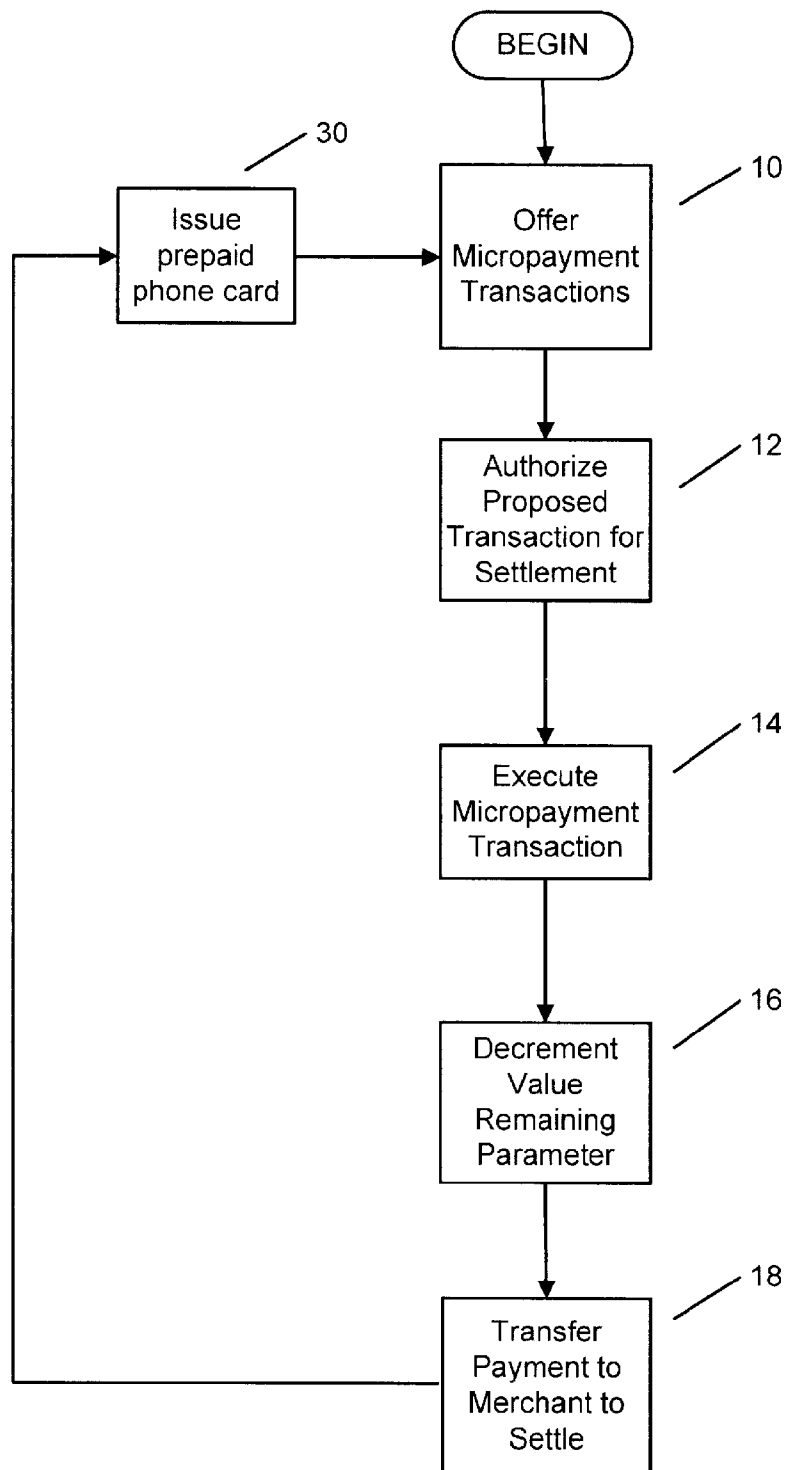 BEGIN
30
10
Issue
prepaid
phone card
Offer
Micropayment
Transactions
12
Authorize
Proposed
Transaction for
Settlement
14
Execute
Micropayment
Transaction
16
Decrement
Value
Remaining
Parameter
18
Transfer
Payment to
Merchant to
Settle